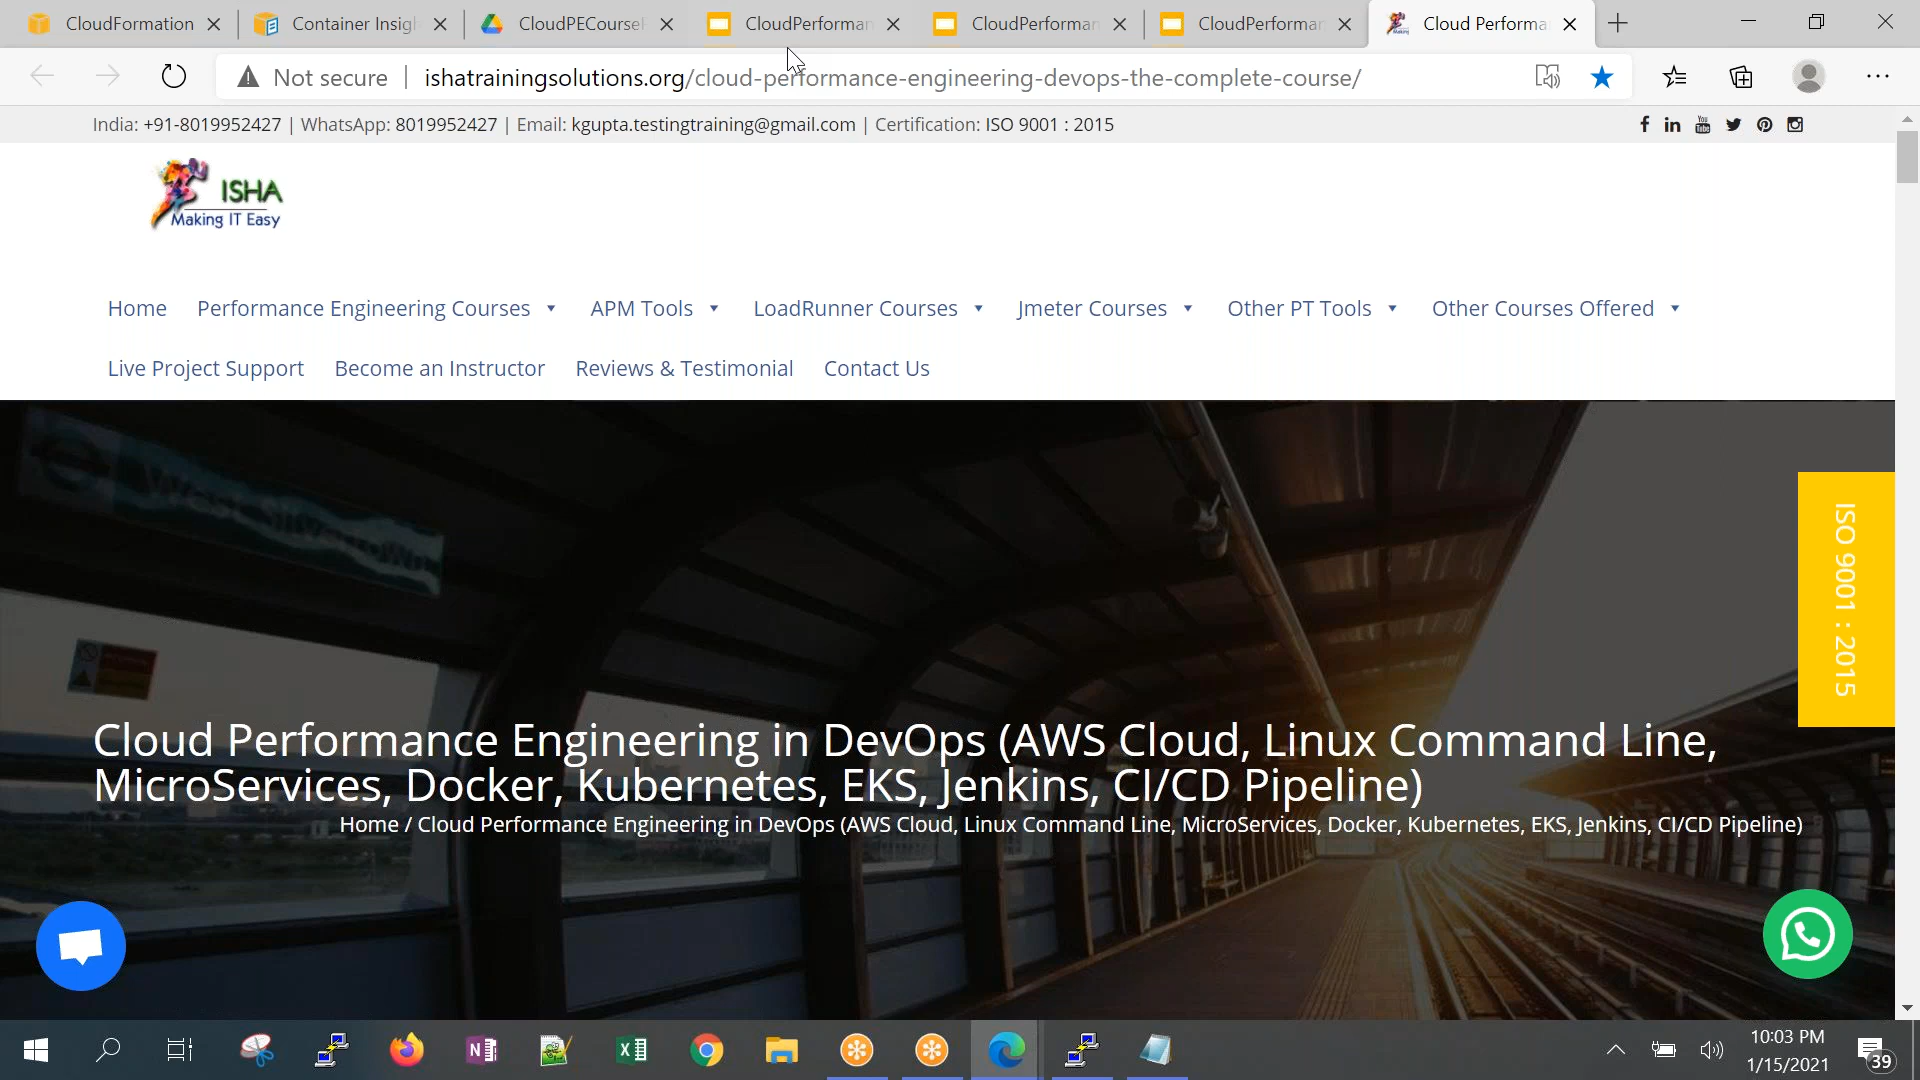 CloudFormation
Container Insigh
CloudPECourse
CloudPerforman
CloudPerforman
CloudPerforman
Cloud Performa
Not secure
ishatrainingsolutions.org/cloud-performance-engineering-devops-the-complete-course/
India: +91-8019952427 | WhatsApp: 8019952427 | Email: kgupta.testingtraining@gmail.com | Certification: ISO 9001 : 2015
ISHA
Making IT Easy
Home Performance Engineering Courses APM Tools LoadRunner Courses Jmeter Courses Other PT Tools Other Courses Offered
Live Project Support Become an Instructor Reviews & Testimonial Contact Us
West Silvertown
ISO 9001 : 2015
Cloud Performance Engineering in DevOps (AWS Cloud, Linux Command Line,
MicroServices, Docker, Kubernetes, EKS, Jenkins, CI/CD Pipeline)
Home / Cloud Performance Engineering in DevOps (AWS Cloud, Linux Command Line, MicroServices, Docker, Kubernetes, EKS, Jenkins, CI/CD Pipeline)
10:03 PM
1/15/2021
39